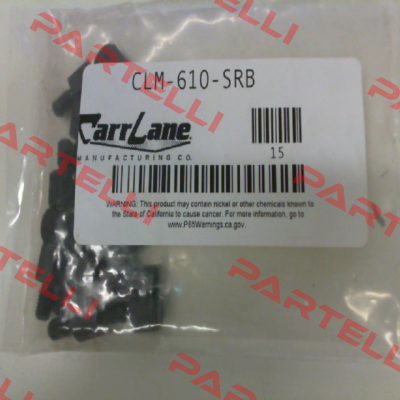 CLM-610-SRB
CarrLane
MANUFACTURING CO.
15
WARNING: This product may contain nickel or other chemicals known to
the State of California to cause cancer. For more information, go to
www.P65Warnings.ca.gov.
PARTELLI
PARTELLI
PARTELLI
PARTELLI
PARTELLI